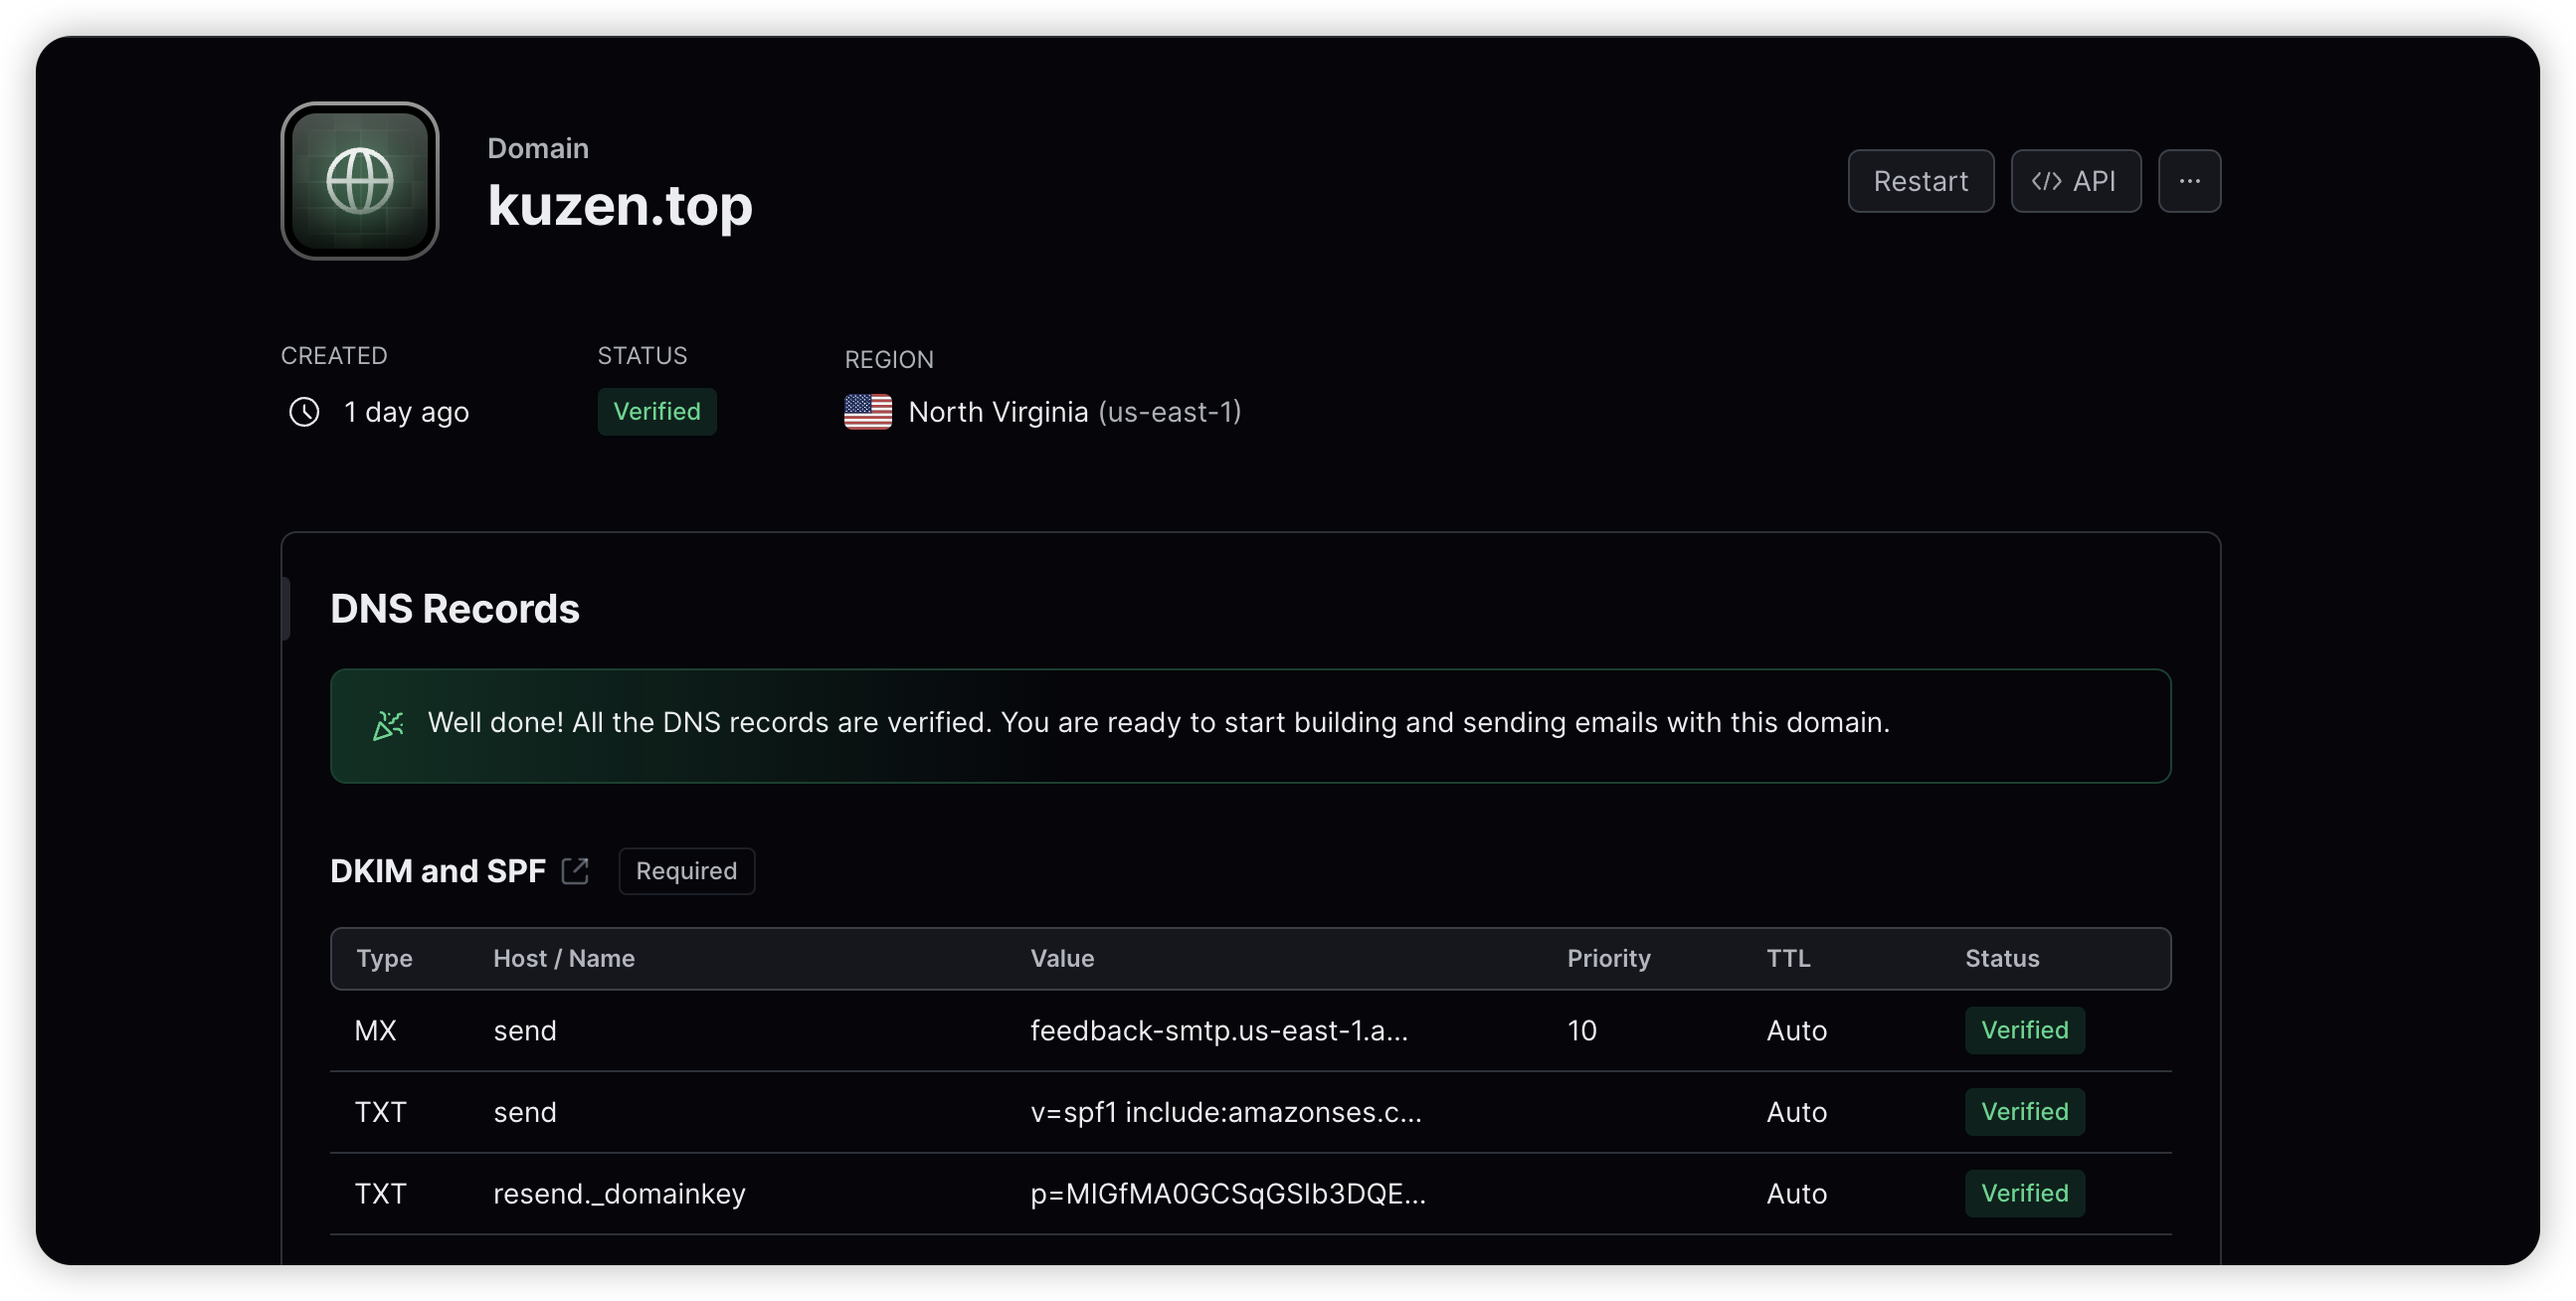 Domain
kuzen.top
Restart
</> API
...
CREATED
STATUS
REGION
1 day ago
Verified
North Virginia (us-east-1)
DNS Records
Well done! All the DNS records are verified. You are ready to start building and sending emails with this domain.
DKIM and SPF
Required
Type Host / Name Value Priority TTL Status
MX send feedback-smtp.us-east-1.a... 10 Auto Verified
TXT send v=spf1 include:amazonses.c... Auto Verified
TXT resend._domainkey p=MIGfMA0GCSqGSIb3DQE... Auto Verified